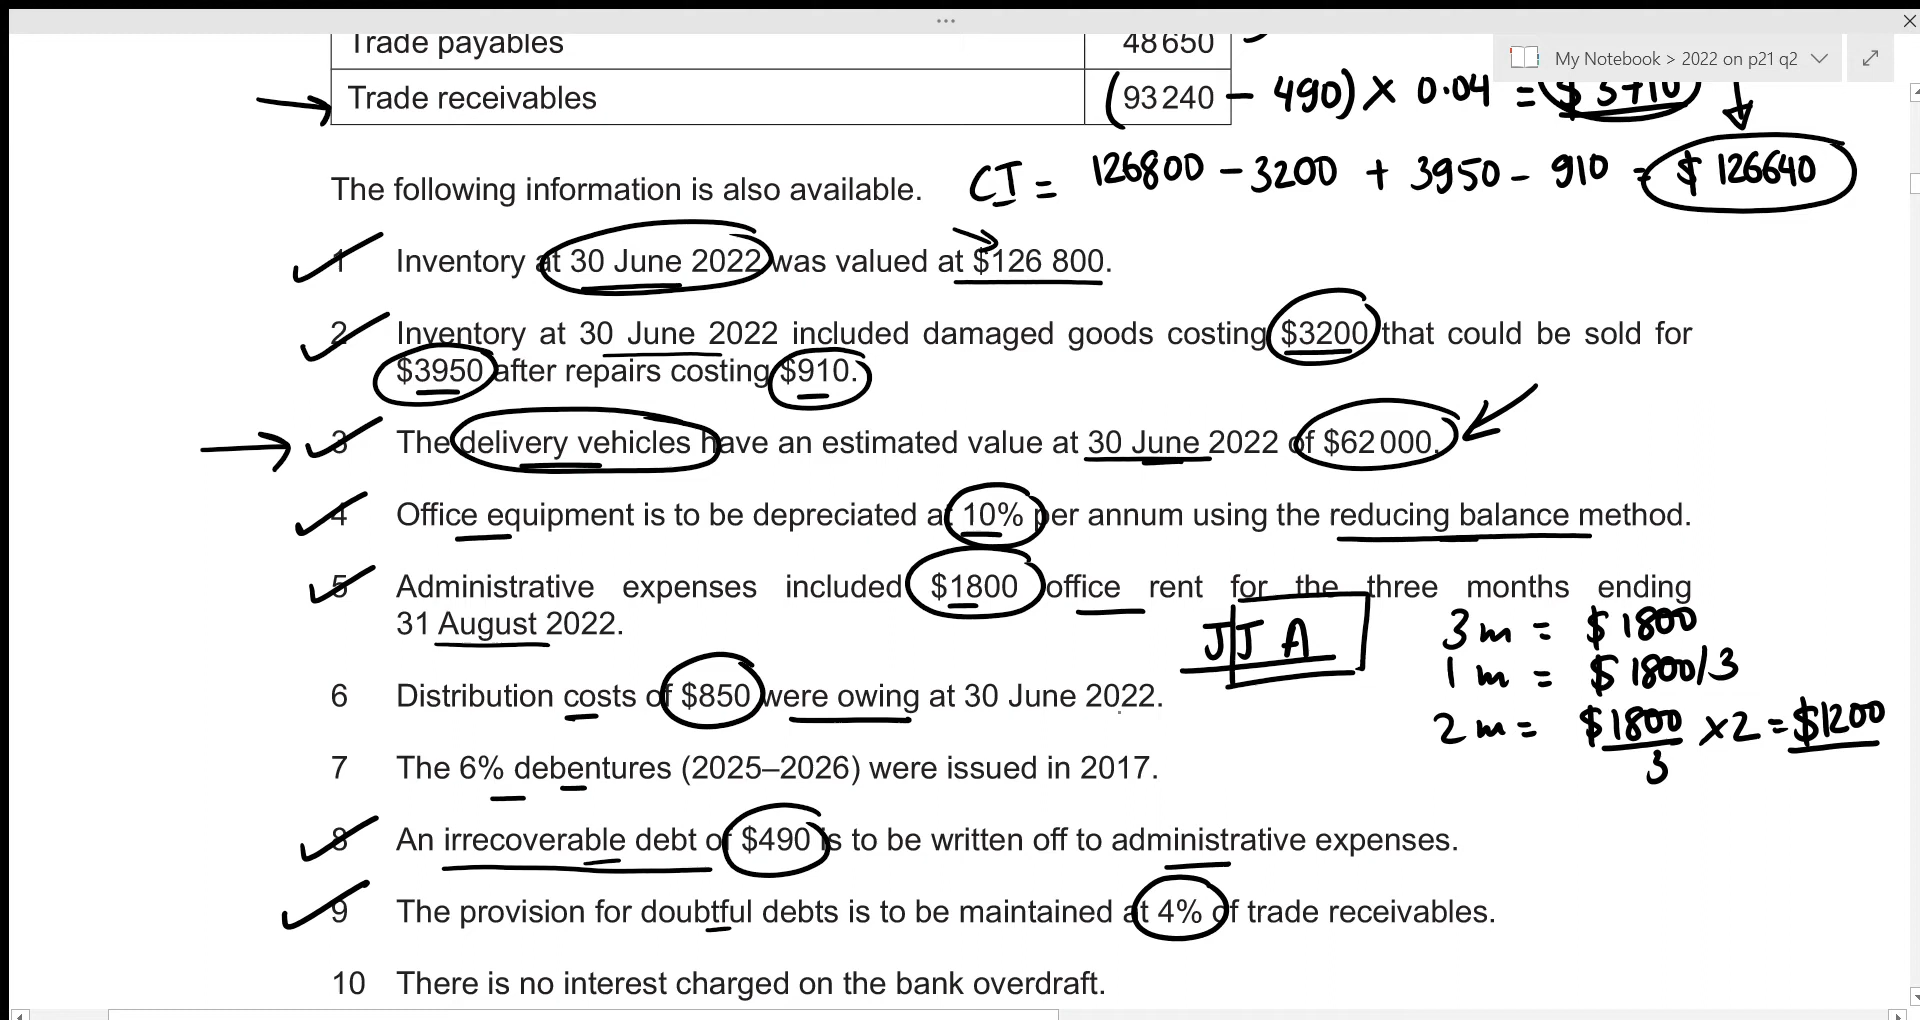 My Notebook > 2022 on p21 q2
Trade payables 48 650
Trade receivables (93 240 - 490) × 0.04 = $ 3710
CI = 126800 - 3200 + 3950 - 910 = $ 126640
The following information is also available.
1 Inventory at 30 June 2022 was valued at $126 800.
2 Inventory at 30 June 2022 included damaged goods costing $3200 that could be sold for
$3950 after repairs costing $910.
3 The delivery vehicles have an estimated value at 30 June 2022 of $62 000.
4 Office equipment is to be depreciated at 10% per annum using the reducing balance method.
5 Administrative expenses included $1800 office rent for the three months ending
31 August 2022.
J J A
3 m = $ 1800
1 m = $ 1800/3
2 m = $1800/3 ×2 = $1200
6 Distribution costs of $850 were owing at 30 June 2022.
7 The 6% debentures (2025–2026) were issued in 2017.
8 An irrecoverable debt of $490 is to be written off to administrative expenses.
9 The provision for doubtful debts is to be maintained at 4% of trade receivables.
10 There is no interest charged on the bank overdraft.